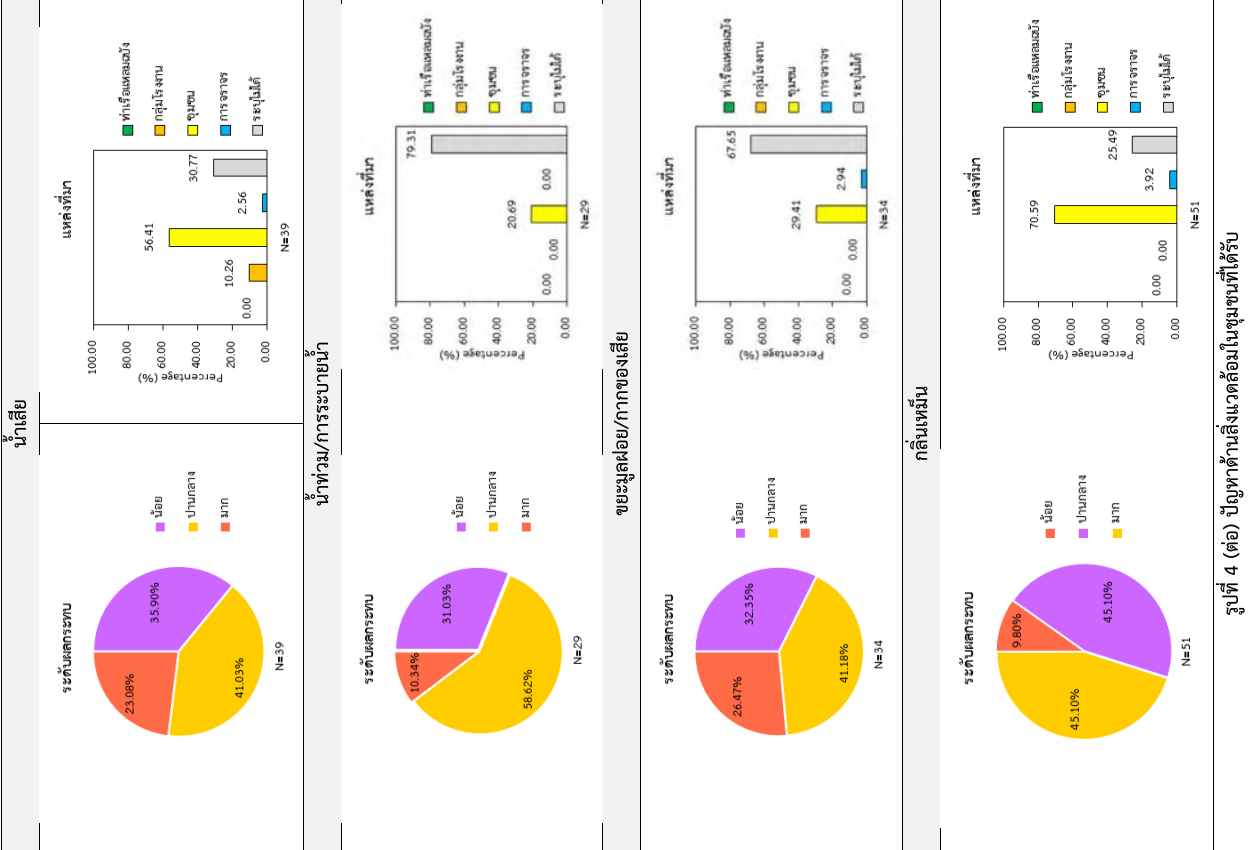 น้ำเสีย
ระดับผลกระทบ
23.08%
35.90%
41.03%
น้อย
ปานกลาง
มาก
N=39
แหล่งที่มา
Percentage (%)
100.00
80.00
60.00
40.00
20.00
0.00
0.00
10.26
56.41
2.56
30.77
N=39
ท่าเรือแหลมฉบัง
กลุ่มโรงงาน
ชุมชน
การจราจร
ระบุไม่ได้
น้ำท่วม/การระบายน้ำ
ระดับผลกระทบ
10.34%
31.03%
58.62%
น้อย
ปานกลาง
มาก
N=29
แหล่งที่มา
Percentage (%)
100.00
80.00
60.00
40.00
20.00
0.00
0.00
0.00
20.69
0.00
79.31
N=29
ท่าเรือแหลมฉบัง
กลุ่มโรงงาน
ชุมชน
การจราจร
ระบุไม่ได้
ขยะมูลฝอย/กากของเสีย
ระดับผลกระทบ
26.47%
32.35%
41.18%
น้อย
ปานกลาง
มาก
N=34
แหล่งที่มา
Percentage (%)
100.00
80.00
60.00
40.00
20.00
0.00
0.00
0.00
29.41
2.94
67.65
N=34
ท่าเรือแหลมฉบัง
กลุ่มโรงงาน
ชุมชน
การจราจร
ระบุไม่ได้
กลิ่นเหม็น
ระดับผลกระทบ
9.80%
45.10%
45.10%
น้อย
ปานกลาง
มาก
N=51
แหล่งที่มา
Percentage (%)
100.00
80.00
60.00
40.00
20.00
0.00
0.00
0.00
70.59
3.92
25.49
N=51
ท่าเรือแหลมฉบัง
กลุ่มโรงงาน
ชุมชน
การจราจร
ระบุไม่ได้
รูปที่ 4 (ต่อ) ปัญหาด้านสิ่งแวดล้อมในชุมชนที่ได้รับ